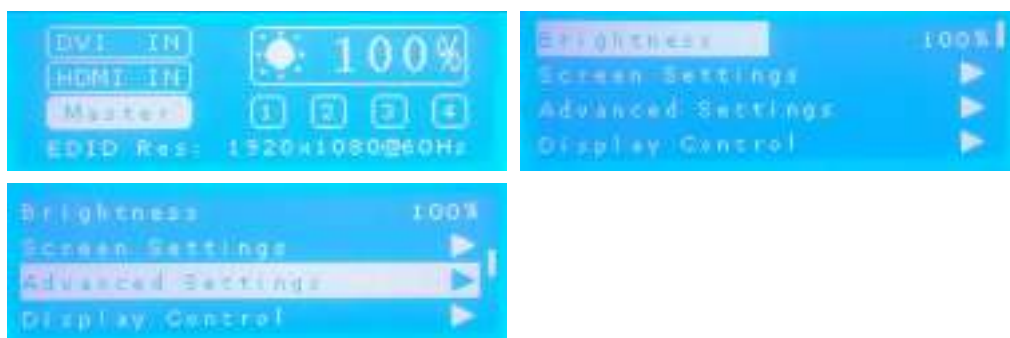 DVI IN
HDMI IN
Master
100%
1 2 3 4
EDID Res: 1920x1080@60Hz
Brightness 100%
Screen Settings
Advanced Settings
Display Control
Brightness 100%
Screen Settings
Advanced Settings
Display Control